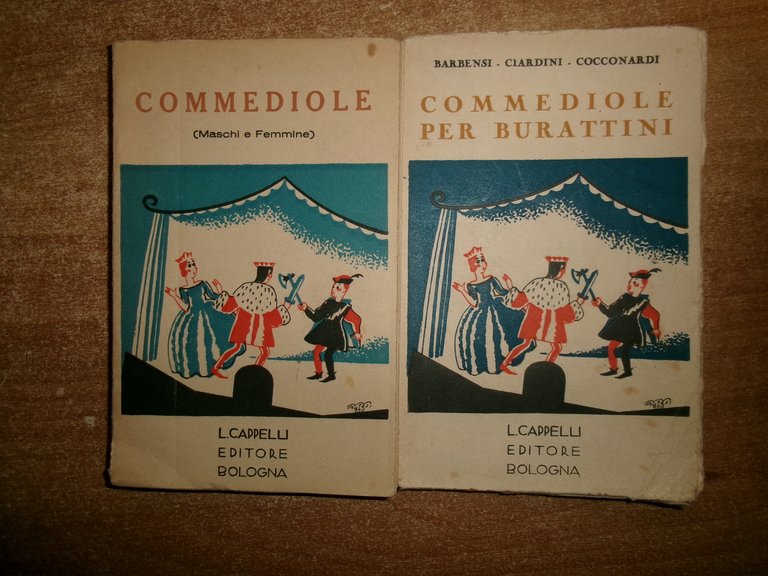 COMMEDIOLE
(Maschi e Femmine)
L. CAPPELLI
EDITORE
BOLOGNA
BARBENSI - CIARDINI - COCCONARDI
COMMEDIOLE
PER BURATTINI
L. CAPPELLI
EDITORE
BOLOGNA